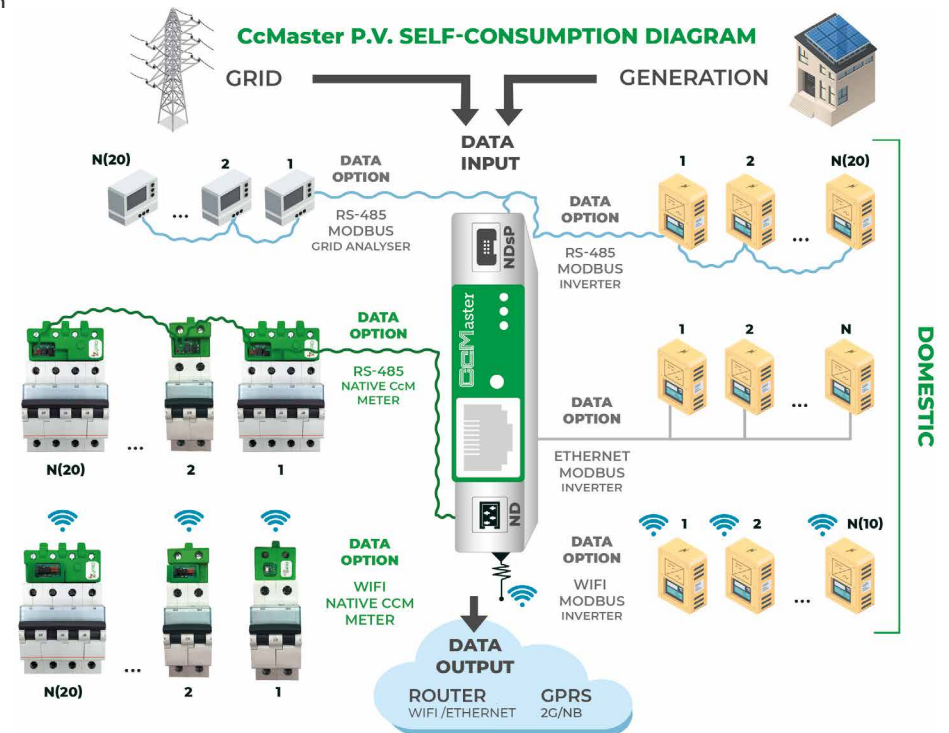 CcMaster P.V. SELF-CONSUMPTION DIAGRAM
GRID
GENERATION
DATA
INPUT
N(20)
2
1
DATA
OPTION
RS-485
MODBUS
GRID ANALYSER
...
1
2
N(20)
DATA
OPTION
RS-485
MODBUS
INVERTER
...
NDsP
CcMaster
ND
DATA
OPTION
RS-485
NATIVE CcM
METER
N(20)
...
2
1
1
2
N
DATA
OPTION
ETHERNET
MODBUS
INVERTER
...
DOMESTIC
DATA
OPTION
WIFI
NATIVE CCM
METER
N(20)
...
2
1
1
2
N(10)
DATA
OPTION
WIFI
MODBUS
INVERTER
...
DATA
OUTPUT
ROUTER
WIFI /ETHERNET
GPRS
2G/NB